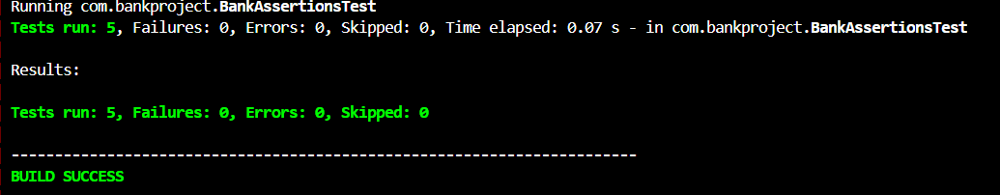 Running com.bankproject.BankAssertionsTest
Tests run: 5, Failures: 0, Errors: 0, Skipped: 0, Time elapsed: 0.07 s - in com.bankproject.BankAssertionsTest
Results:
Tests run: 5, Failures: 0, Errors: 0, Skipped: 0
------------------------------------------------------------------------
BUILD SUCCESS